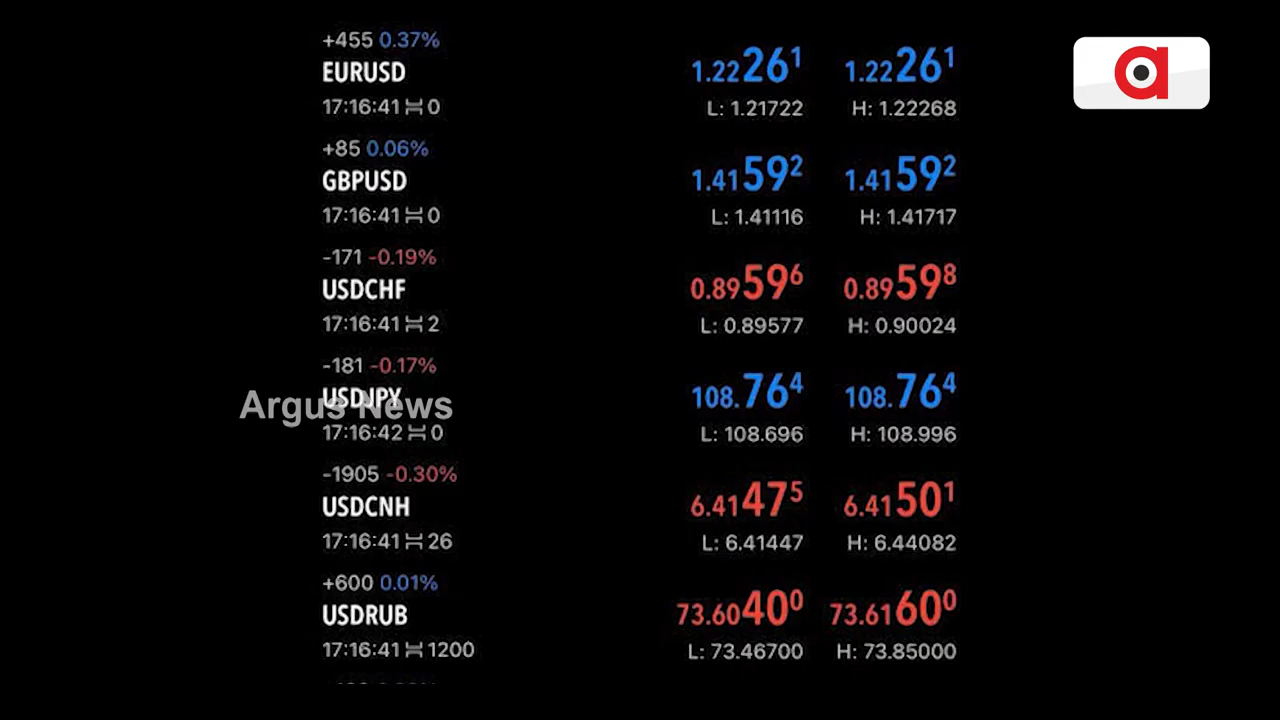 +455 0.37%
EURUSD 1.22261 1.22261
17:16:41 0 L: 1.21722 H: 1.22268
+85 0.06%
GBPUSD 1.41592 1.41592
17:16:41 0 L: 1.41116 H: 1.41717
-171 -0.19%
USDCHF 0.89596 0.89598
17:16:41 2 L: 0.89577 H: 0.90024
-181 -0.17%
USDJPY 108.764 108.764
Argus News
17:16:42 0 L: 108.696 H: 108.996
-1905 -0.30%
USDCNH 6.41475 6.41501
17:16:41 26 L: 6.41447 H: 6.44082
+600 0.01%
USDRUB 73.60400 73.61600
17:16:41 1200 L: 73.46700 H: 73.85000